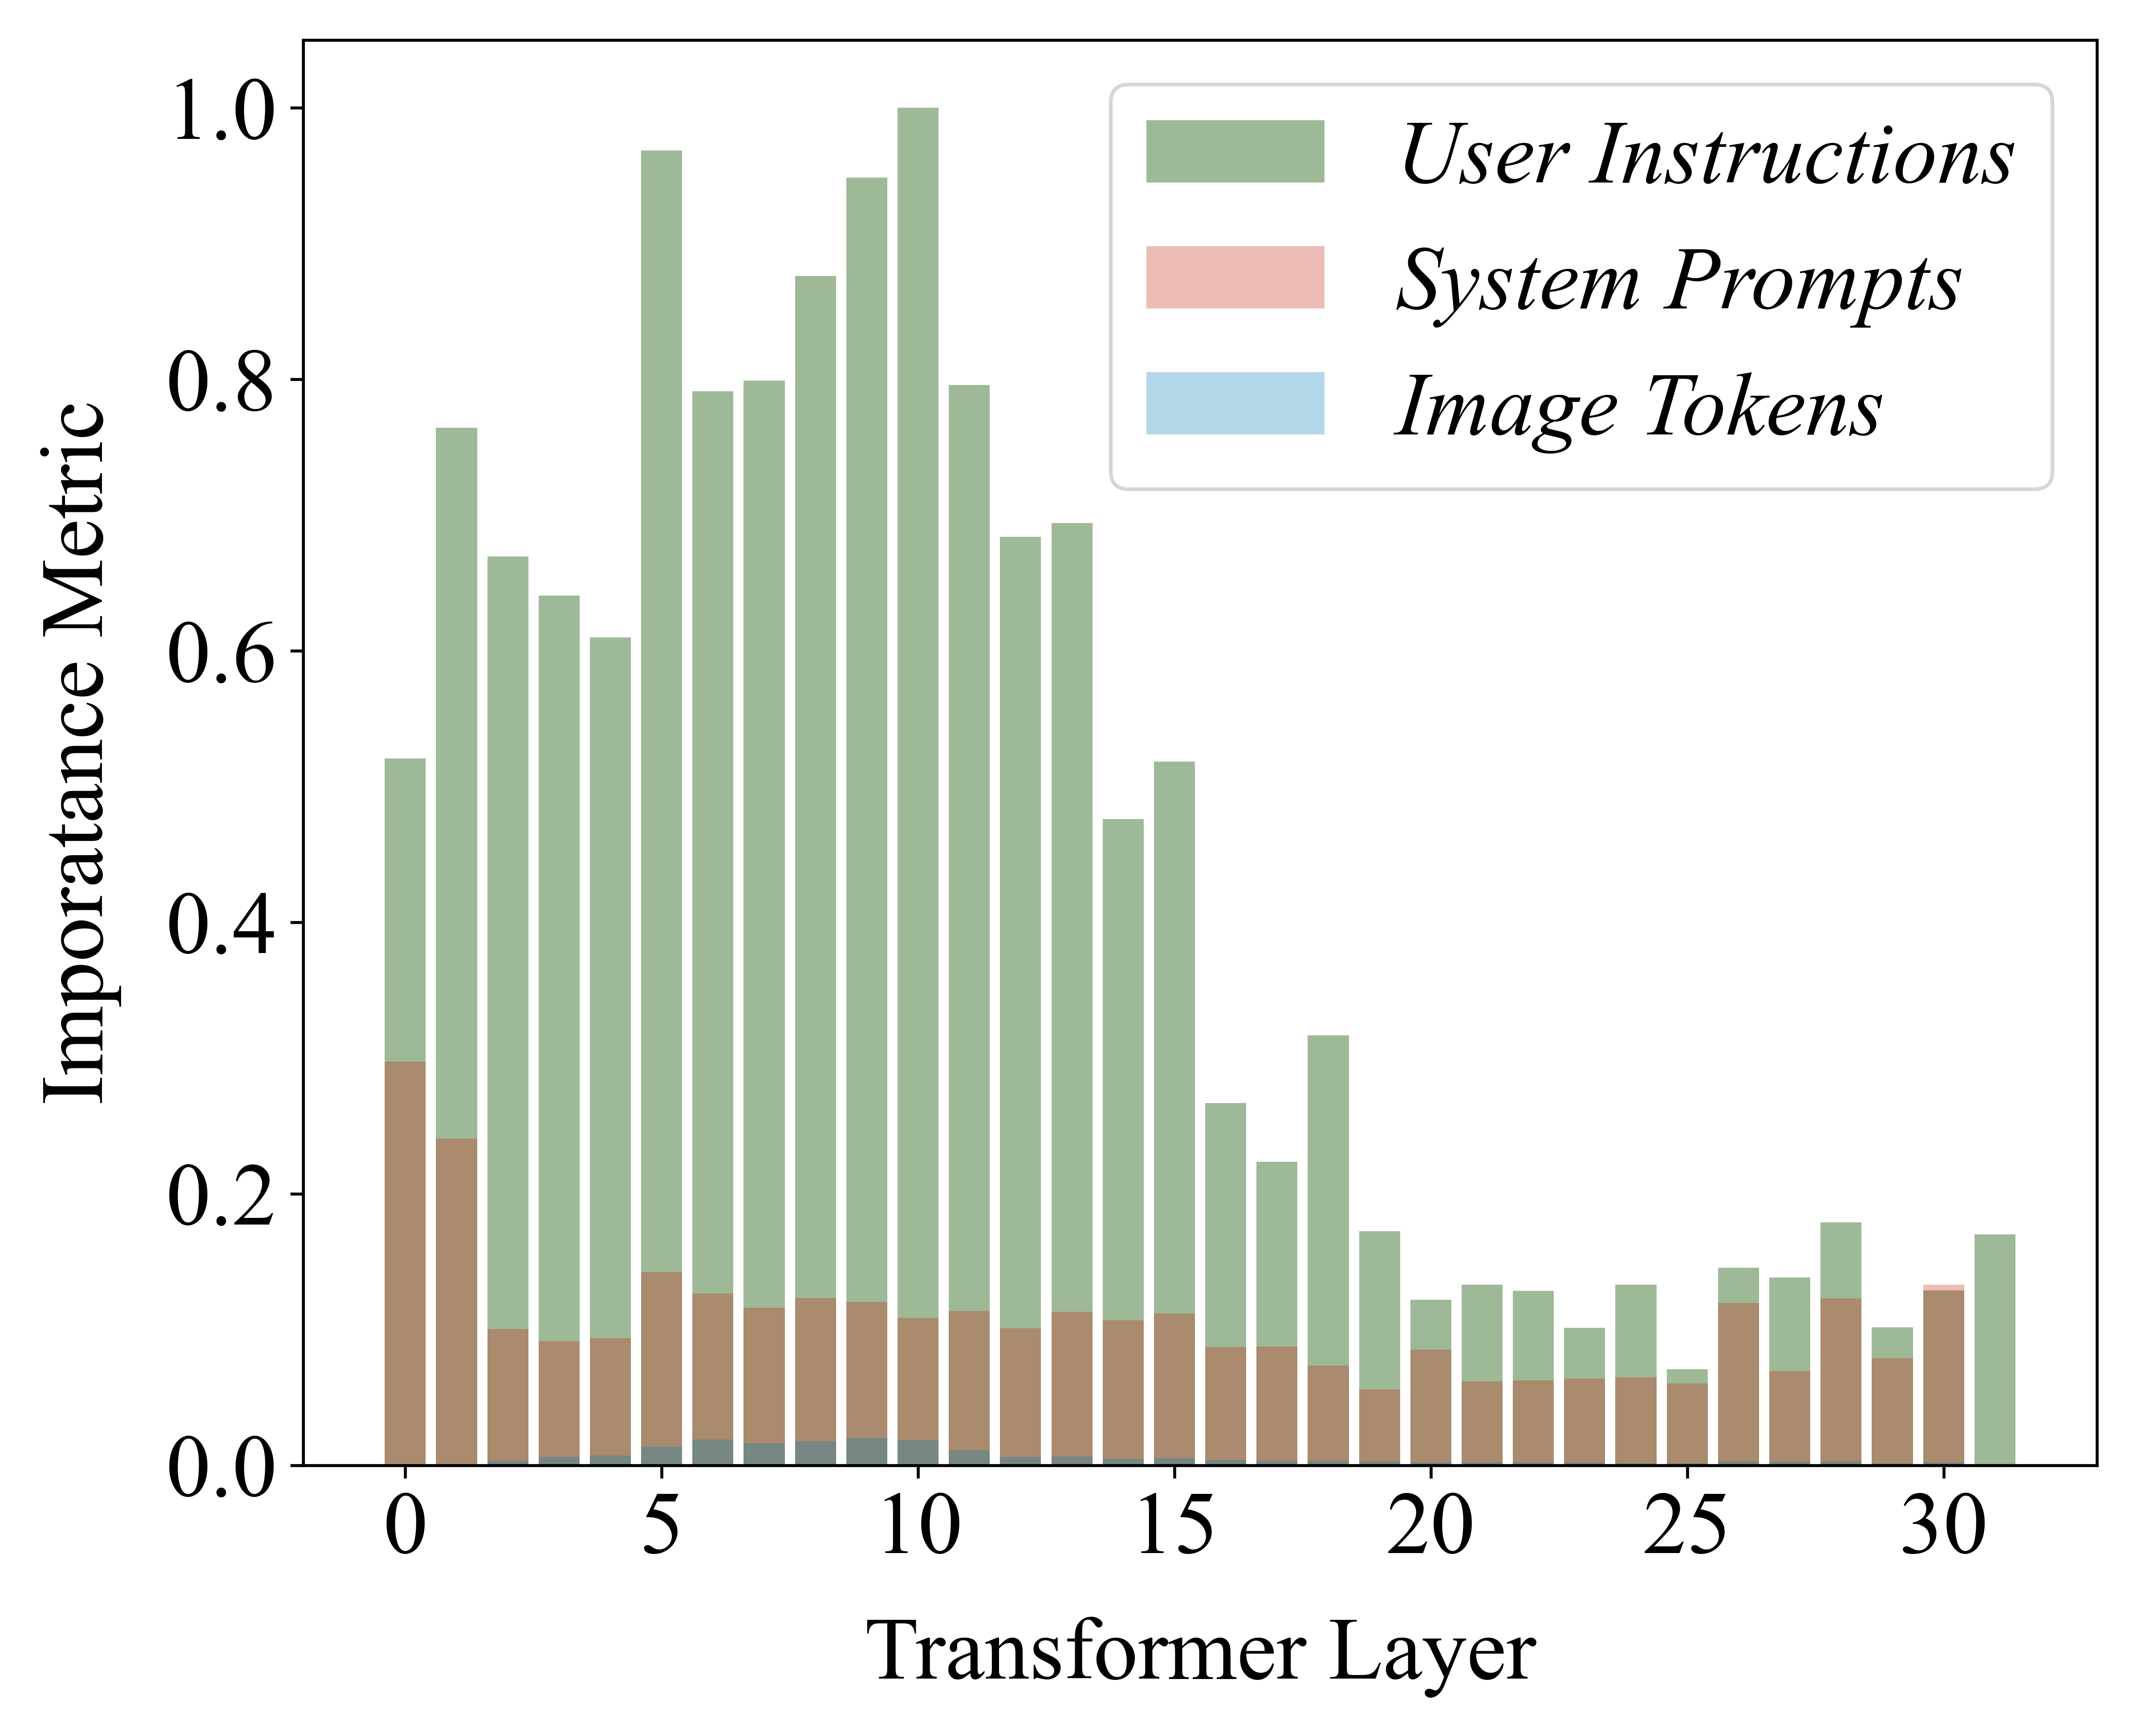 1.0
0.8
0.6
0.4
0.2
0.0
Imporatance Metric
User Instructions
System Prompts
Image Tokens
0 5 10 15 20 25 30
Transformer Layer